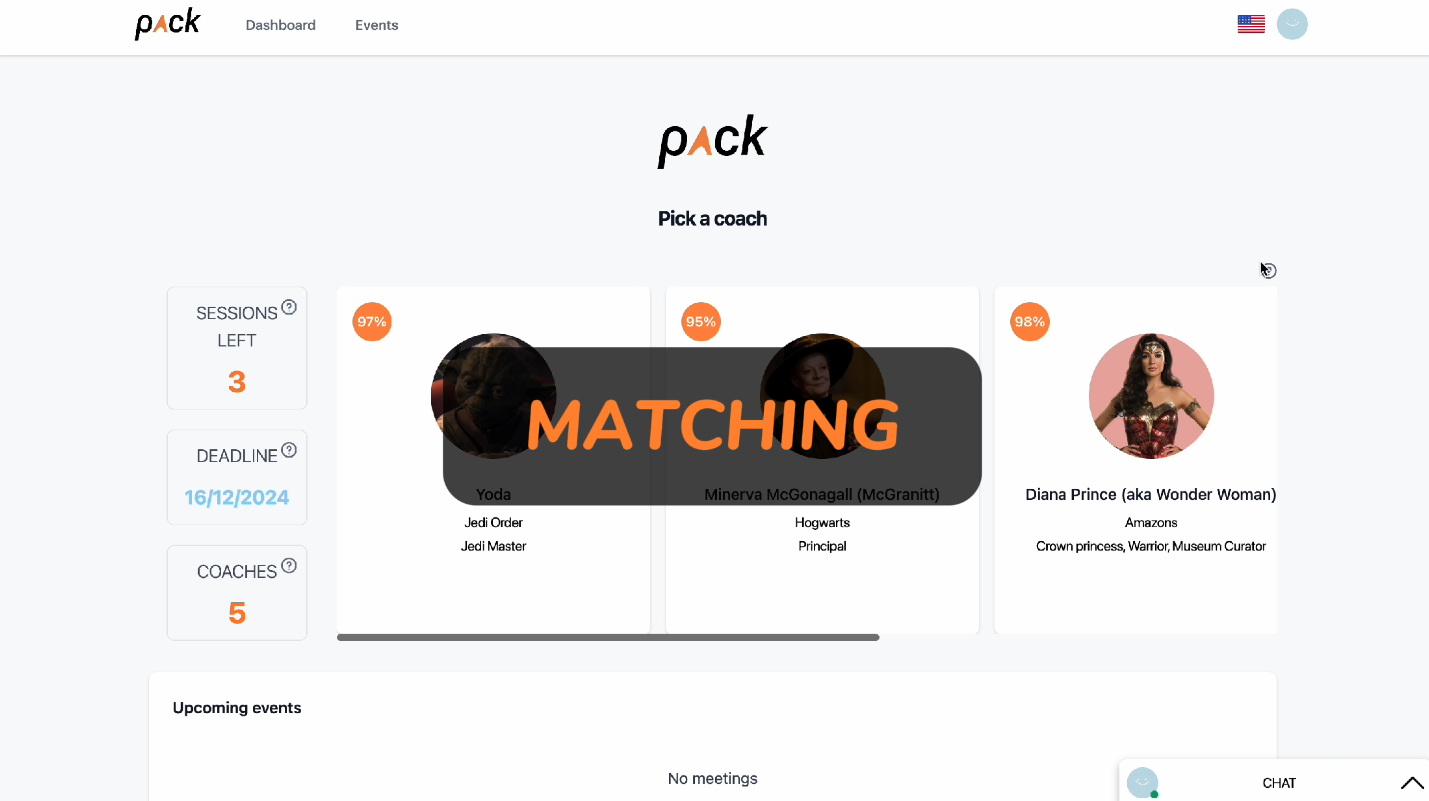 pack
Dashboard
Events
pack
Pick a coach
SESSIONS
LEFT
3
DEADLINE
16/12/2024
COACHES
5
97%
Yoda
Jedi Order
Jedi Master
95%
Minerva McGonagall (McGranitt)
Hogwarts
Principal
98%
Diana Prince (aka Wonder Woman)
Amazons
Crown princess, Warrior, Museum Curator
MATCHING
Upcoming events
No meetings
CHAT